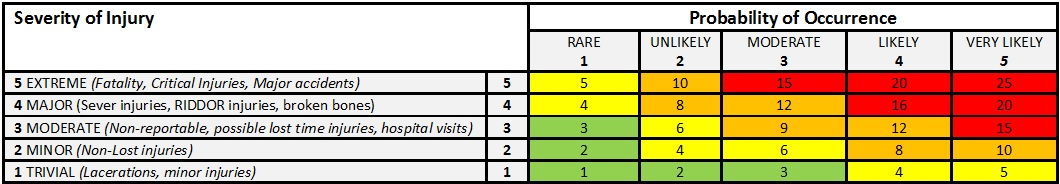 Severity of Injury Probability of Occurrence
RARE UNLIKELY MODERATE LIKELY VERY LIKELY
1 2 3 4 5
5 EXTREME (Fatality, Critical Injuries, Major accidents) 5 5 10 15 20 25
4 MAJOR (Sever injuries, RIDDOR injuries, broken bones) 4 4 8 12 16 20
3 MODERATE (Non-reportable, possible lost time injuries, hospital visits) 3 3 6 9 12 15
2 MINOR (Non-Lost injuries) 2 2 4 6 8 10
1 TRIVIAL (Lacerations, minor injuries) 1 1 2 3 4 5